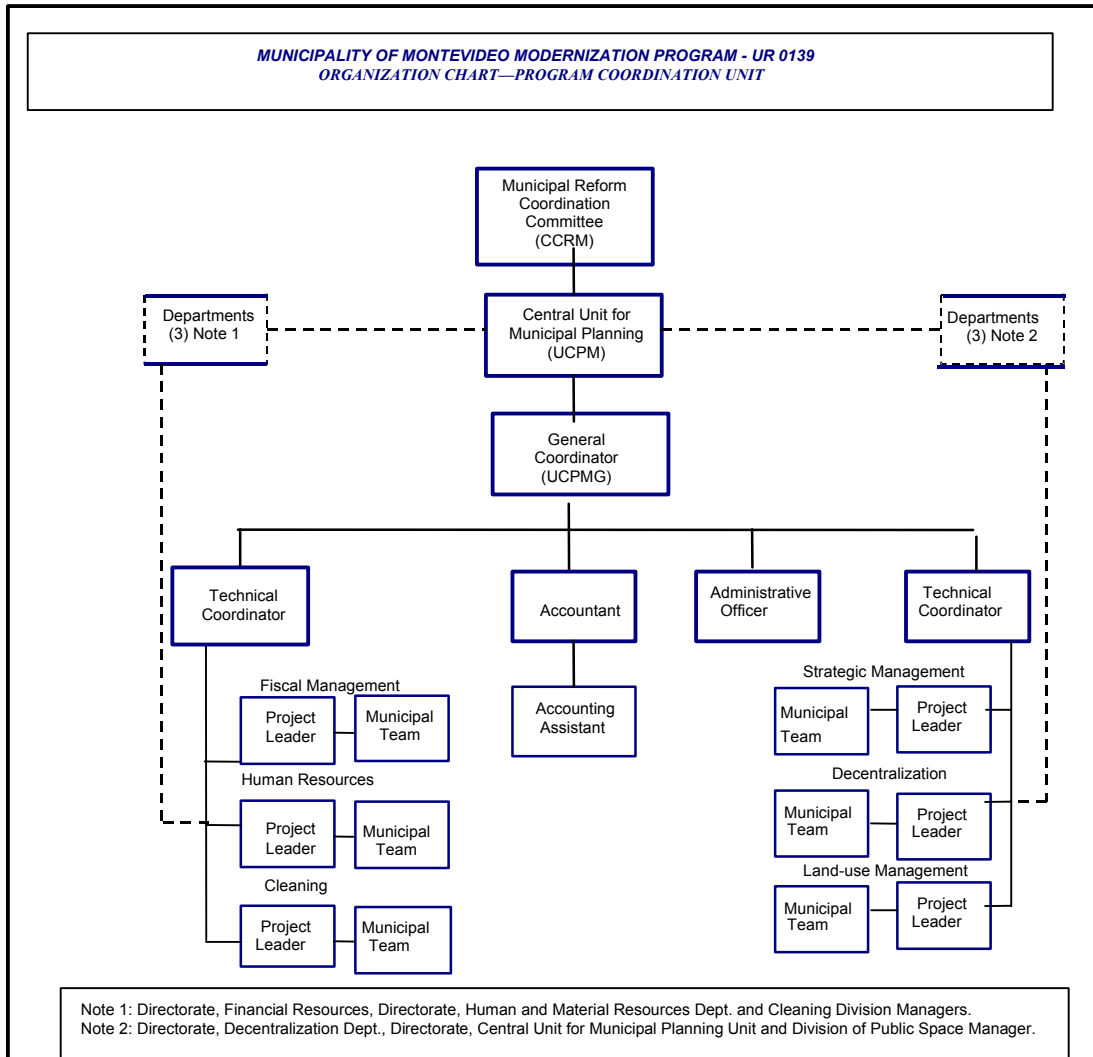 MUNICIPALITY OF MONTEVIDEO MODERNIZATION PROGRAM - UR 0139
ORGANIZATION CHART—PROGRAM COORDINATION UNIT
Municipal Reform
Coordination
Committee
(CCRM)
Departments
(3) Note 1
Central Unit for
Municipal Planning
(UCPM)
Departments
(3) Note 2
General
Coordinator
(UCPMG)
Technical
Coordinator
Accountant
Administrative
Officer
Technical
Coordinator
Fiscal Management
Project
Leader
Municipal
Team
Human Resources
Project
Leader
Municipal
Team
Cleaning
Project
Leader
Municipal
Team
Accounting
Assistant
Strategic Management
Municipal
Team
Project
Leader
Decentralization
Municipal
Team
Project
Leader
Land-use Management
Municipal
Team
Project
Leader
Note 1: Directorate, Financial Resources, Directorate, Human and Material Resources Dept. and Cleaning Division Managers.
Note 2: Directorate, Decentralization Dept., Directorate, Central Unit for Municipal Planning Unit and Division of Public Space Manager.